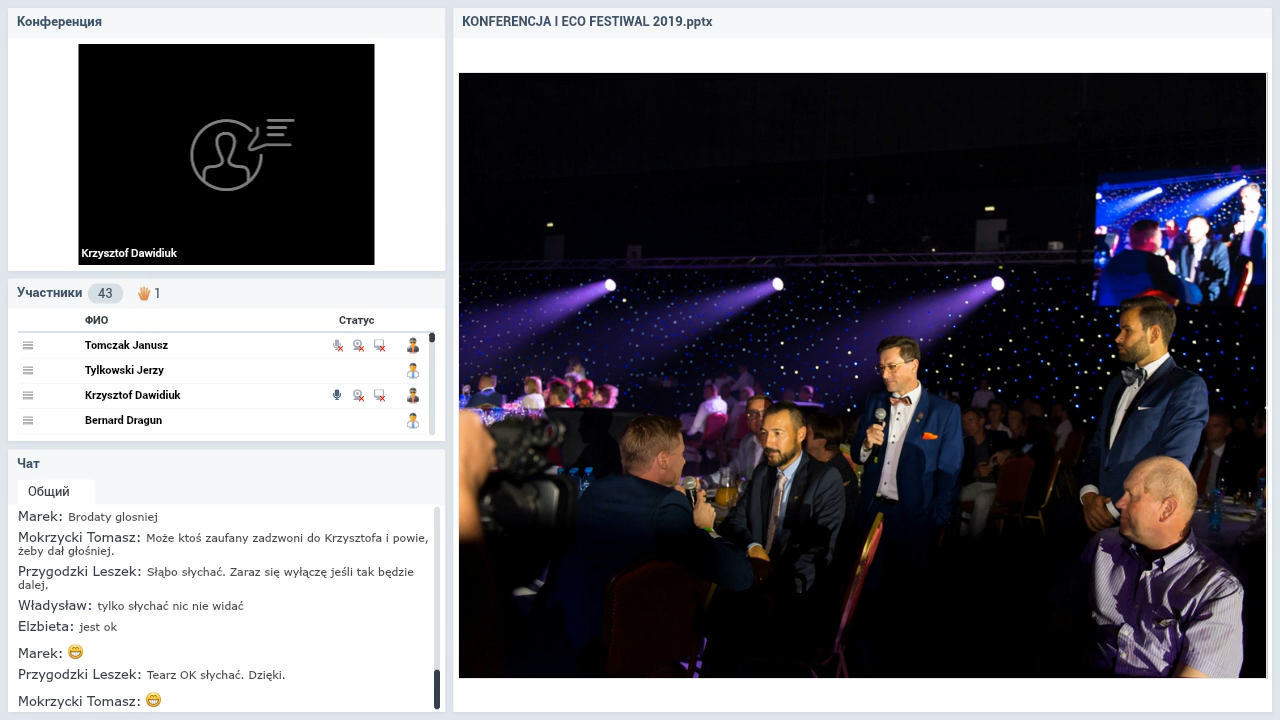 Конференция
Krzysztof Dawidiuk
Участники 43 1
ФИО Статус
Tomczak Janusz
Tylkowski Jerzy
Krzysztof Dawidiuk
Bernard Dragun
Чат
Общий
Marek: Brodaty glosniej
Mokrzycki Tomasz: Może ktoś zaufany zadzwoni do Krzysztofa i powie,
żeby dał głośniej.
Przygodzki Leszek: Słąbo słychać. Zaraz się wyłączę jeśli tak będzie
dalej.
Władysław: tylko słychać nic nie widać
Elzbieta: jest ok
Marek:
Przygodzki Leszek: Tearz OK słychać. Dzięki.
Mokrzycki Tomasz:
KONFERENCJA I ECO FESTIWAL 2019.pptx